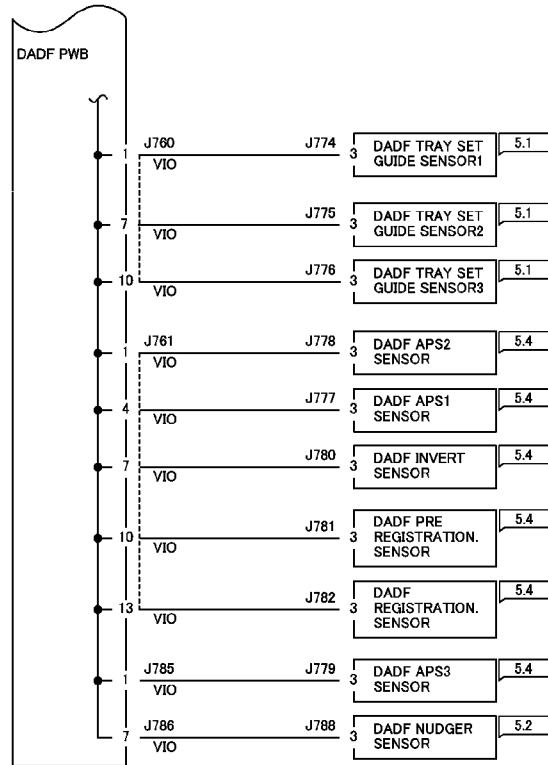 DADF PWB
1 J760 VIO J774 3 DADF TRAY SET GUIDE SENSOR1 5.1
7 VIO J775 3 DADF TRAY SET GUIDE SENSOR2 5.1
10 VIO J776 3 DADF TRAY SET GUIDE SENSOR3 5.1
1 J761 VIO J778 3 DADF APS2 SENSOR 5.4
4 VIO J777 3 DADF APS1 SENSOR 5.4
7 VIO J780 3 DADF INVERT SENSOR 5.4
10 VIO J781 3 DADF PRE REGISTRATION. SENSOR 5.4
13 VIO J782 3 DADF REGISTRATION. SENSOR 5.4
1 J785 VIO J779 3 DADF APS3 SENSOR 5.4
7 J786 VIO J788 3 DADF NUDGER SENSOR 5.2